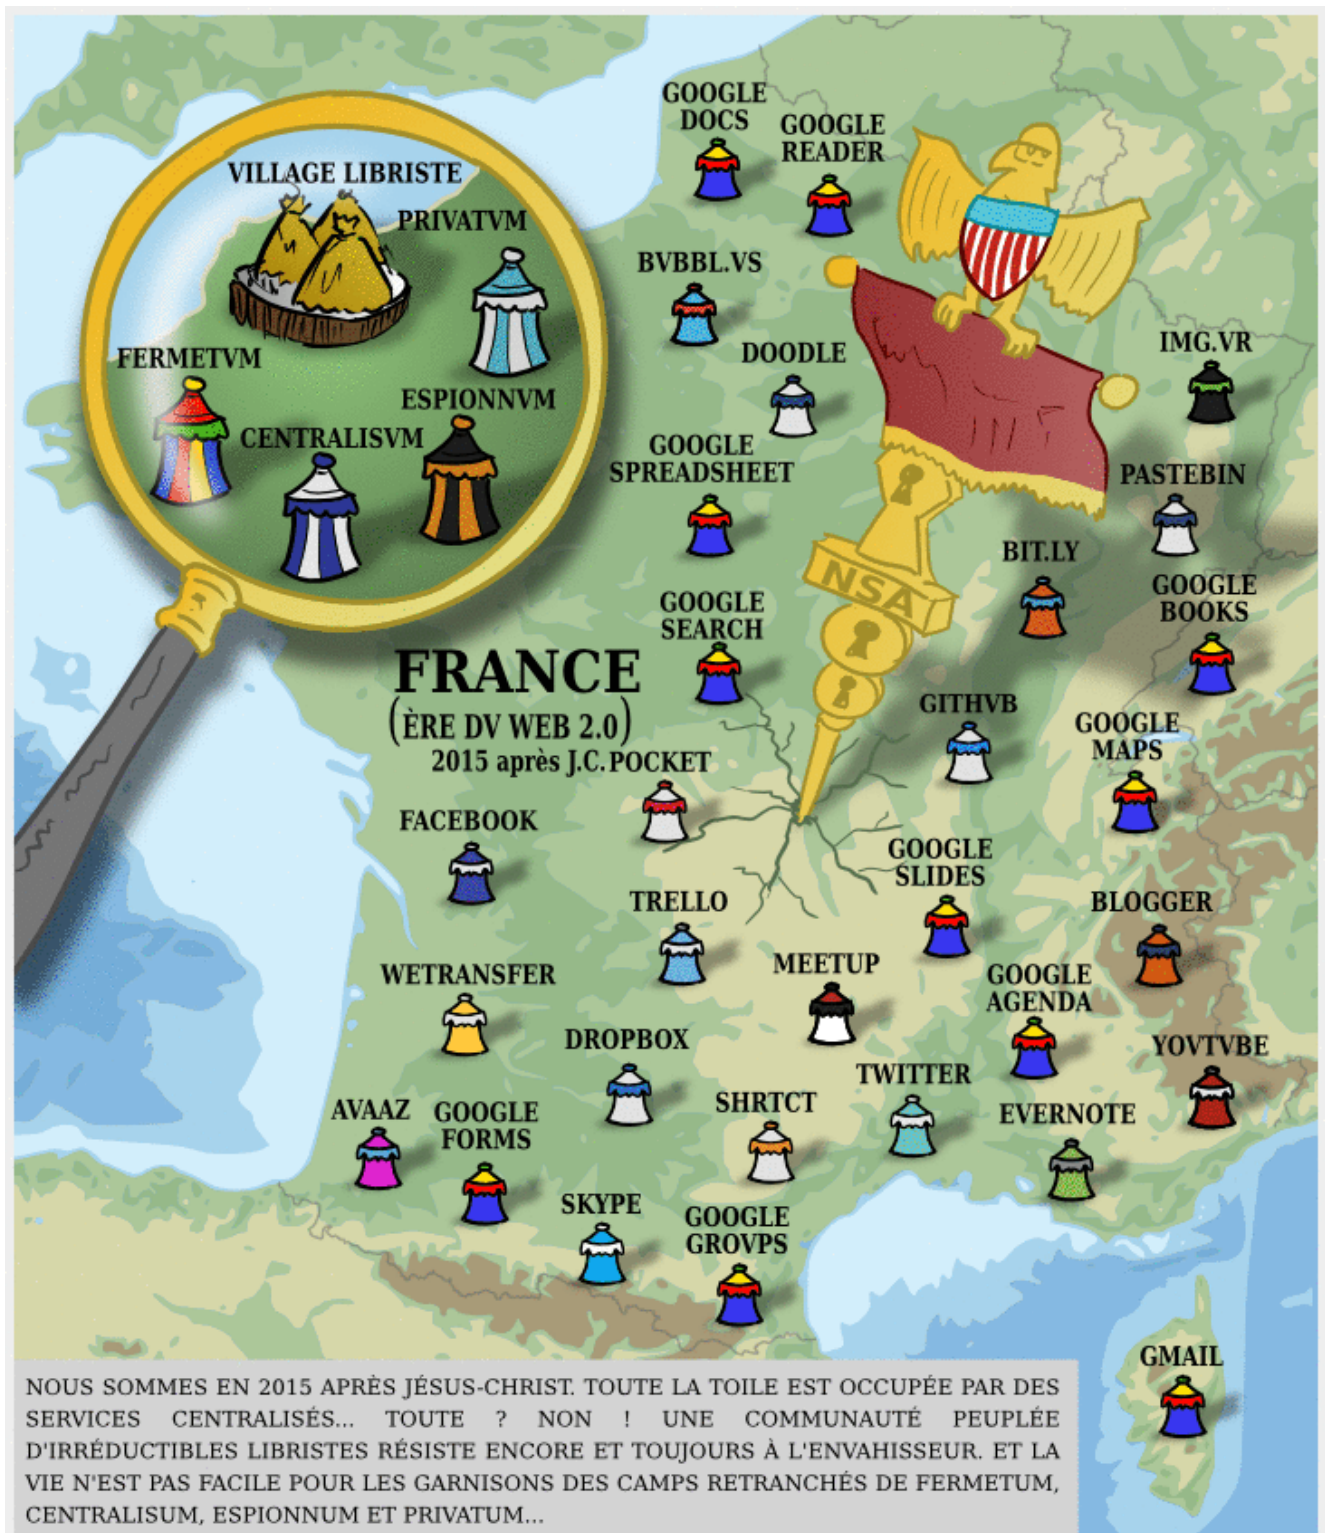 GOOGLE
DOCS
GOOGLE
READER
VILLAGE LIBRISTE
PRIVATVM
BVBBL.VS
DOODLE
IMG.VR
FERMETVM
ESPIONNVM
CENTRALISVM
GOOGLE
SPREADSHEET
PASTEBIN
BIT.LY
NSA
GOOGLE
BOOKS
GOOGLE
SEARCH
FRANCE
(ÈRE DV WEB 2.0)
2015 après J.C.
POCKET
GITHVB
GOOGLE
MAPS
FACEBOOK
GOOGLE
SLIDES
TRELLO
BLOGGER
WETRANSFER
MEETUP
GOOGLE
AGENDA
DROPBOX
YOVTVBE
TWITTER
AVAAZ
GOOGLE
FORMS
SHRTCT
EVERNOTE
SKYPE
GOOGLE
GROVPS
GMAIL
NOUS SOMMES EN 2015 APRÈS JÉSUS-CHRIST. TOUTE LA TOILE EST OCCUPÉE PAR DES
SERVICES CENTRALISÉS... TOUTE ? NON ! UNE COMMUNAUTÉ PEUPLÉE
D'IRRÉDUCTIBLES LIBRISTES RÉSISTE ENCORE ET TOUJOURS À L'ENVAHISSEUR. ET LA
VIE N'EST PAS FACILE POUR LES GARNISONS DES CAMPS RETRANCHÉS DE FERMETUM,
CENTRALISUM, ESPIONNUM ET PRIVATUM...